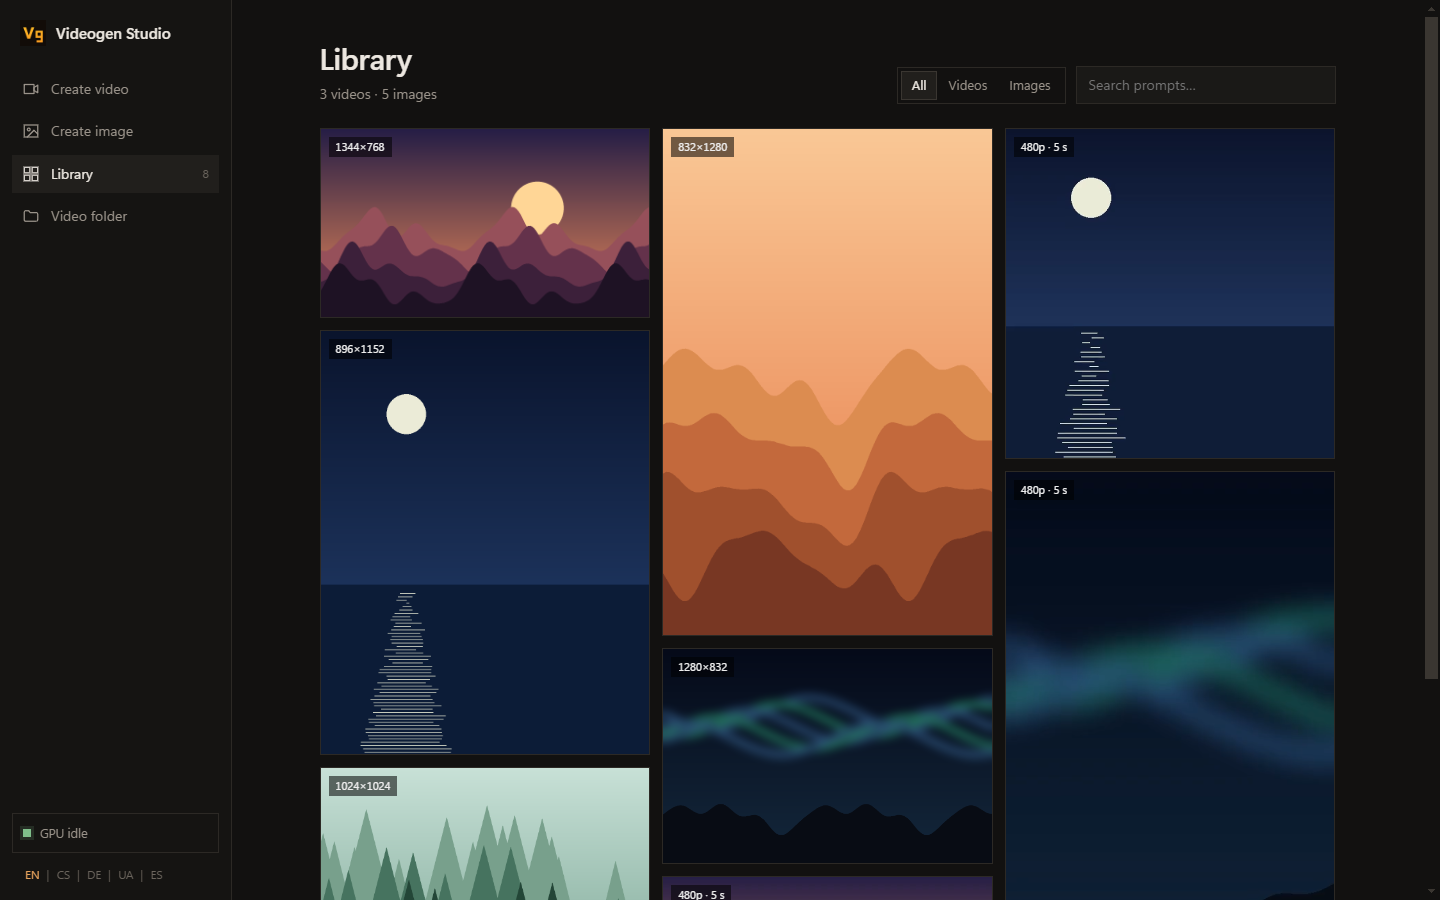 Vg Videogen Studio
Create video
Create image
Library 8
Video folder
GPU idle
EN | CS | DE | UA | ES
Library
3 videos · 5 images
All Videos Images
Search prompts...
1344×768
832×1280
480p · 5 s
896×1152
480p · 5 s
1280×832
1024×1024
480p · 5 s